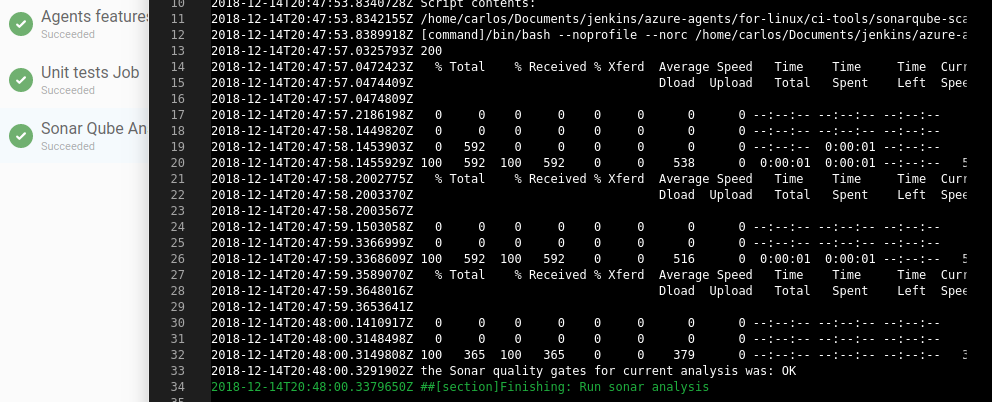 Agents features
Succeeded
Unit tests Job
Succeeded
Sonar Qube An
Succeeded
10 2018-12-14T20:47:53.8340728Z Script contents:
11 2018-12-14T20:47:53.8342155Z /home/carlos/Documents/jenkins/azure-agents/for-linux/ci-tools/sonarqube-sca
12 2018-12-14T20:47:53.8389918Z [command]/bin/bash --noprofile --norc /home/carlos/Documents/jenkins/azure-a
13 2018-12-14T20:47:57.0325793Z 200
14 2018-12-14T20:47:57.0472423Z % Total % Received % Xferd Average Speed Time Time Time Curr
15 2018-12-14T20:47:57.0474409Z Dload Upload Total Spent Left Spee
16 2018-12-14T20:47:57.0474809Z
17 2018-12-14T20:47:57.2186198Z 0 0 0 0 0 0 0 0 --:--:-- --:--:-- --:--:--
18 2018-12-14T20:47:58.1449820Z 0 0 0 0 0 0 0 0 --:--:-- --:--:-- --:--:--
19 2018-12-14T20:47:58.1453903Z 0 592 0 0 0 0 0 0 --:--:-- 0:00:01 --:--:--
20 2018-12-14T20:47:58.1455929Z 100 592 100 592 0 0 538 0 0:00:01 0:00:01 --:--:-- 5
21 2018-12-14T20:47:58.2002775Z % Total % Received % Xferd Average Speed Time Time Time Curr
22 2018-12-14T20:47:58.2003370Z Dload Upload Total Spent Left Spee
23 2018-12-14T20:47:58.2003567Z
24 2018-12-14T20:47:59.1503058Z 0 0 0 0 0 0 0 0 --:--:-- --:--:-- --:--:--
25 2018-12-14T20:47:59.3366999Z 0 0 0 0 0 0 0 0 --:--:-- --:--:-- --:--:--
26 2018-12-14T20:47:59.3368609Z 100 592 100 592 0 0 516 0 0:00:01 0:00:01 --:--:-- 5
27 2018-12-14T20:47:59.3589070Z % Total % Received % Xferd Average Speed Time Time Time Curr
28 2018-12-14T20:47:59.3648016Z Dload Upload Total Spent Left Spee
29 2018-12-14T20:47:59.3653641Z
30 2018-12-14T20:48:00.1410917Z 0 0 0 0 0 0 0 0 --:--:-- --:--:-- --:--:--
31 2018-12-14T20:48:00.3148498Z 0 0 0 0 0 0 0 0 --:--:-- --:--:-- --:--:--
32 2018-12-14T20:48:00.3149808Z 100 365 100 365 0 0 379 0 --:--:-- --:--:-- --:--:-- 3
33 2018-12-14T20:48:00.3291902Z the Sonar quality gates for current analysis was: OK
34 2018-12-14T20:48:00.3379650Z ##[section]Finishing: Run sonar analysis
35